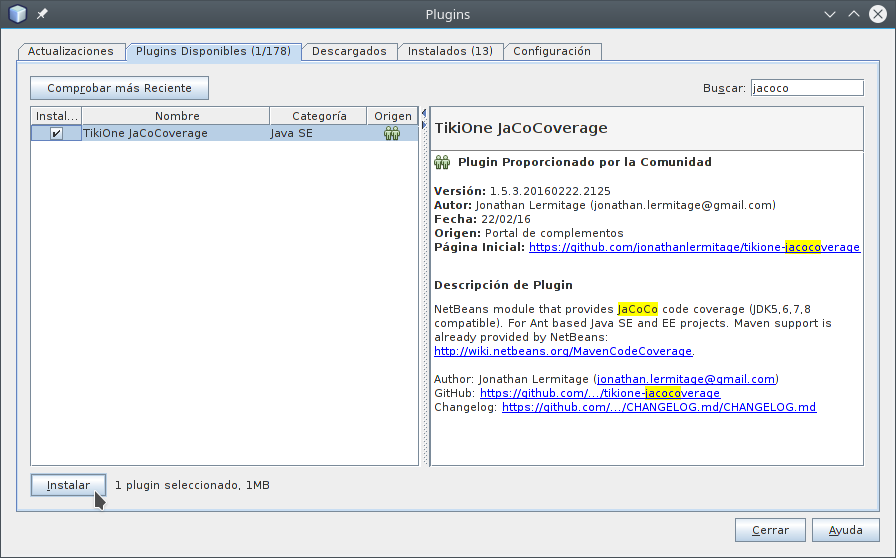 Plugins
Actualizaciones Plugins Disponibles (1/178) Descargados Instalados (13) Configuración
Comprobar más Reciente Buscar: jacoco
Instal... Nombre Categoría Origen
TikiOne JaCoCoverage Java SE
TikiOne JaCoCoverage
Plugin Proporcionado por la Comunidad
Versión: 1.5.3.20160222.2125
Autor: Jonathan Lermitage (jonathan.lermitage@gmail.com)
Fecha: 22/02/16
Origen: Portal de complementos
Página Inicial: https://github.com/jonathanlermitage/tikione-jacocoverage
Descripción de Plugin
NetBeans module that provides JaCoCo code coverage (JDK5,6,7,8
compatible). For Ant based Java SE and EE projects. Maven support is
already provided by NetBeans:
http://wiki.netbeans.org/MavenCodeCoverage.
Author: Jonathan Lermitage (jonathan.lermitage@gmail.com)
GitHub: https://github.com/.../tikione-jacocoverage
Changelog: https://github.com/.../CHANGELOG.md/CHANGELOG.md
Instalar 1 plugin seleccionado, 1MB
Cerrar Ayuda